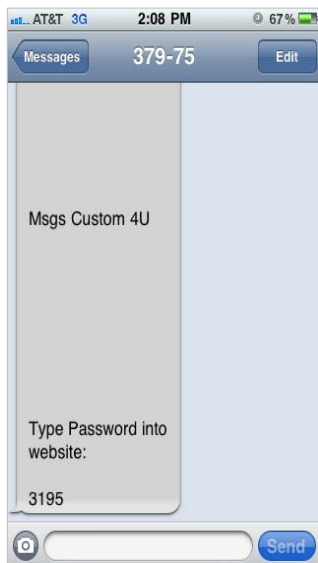 AT&T 3G 2:08 PM 67%
Messages 379-75 Edit
Msgs Custom 4U
Type Password into
website:
3195
Send